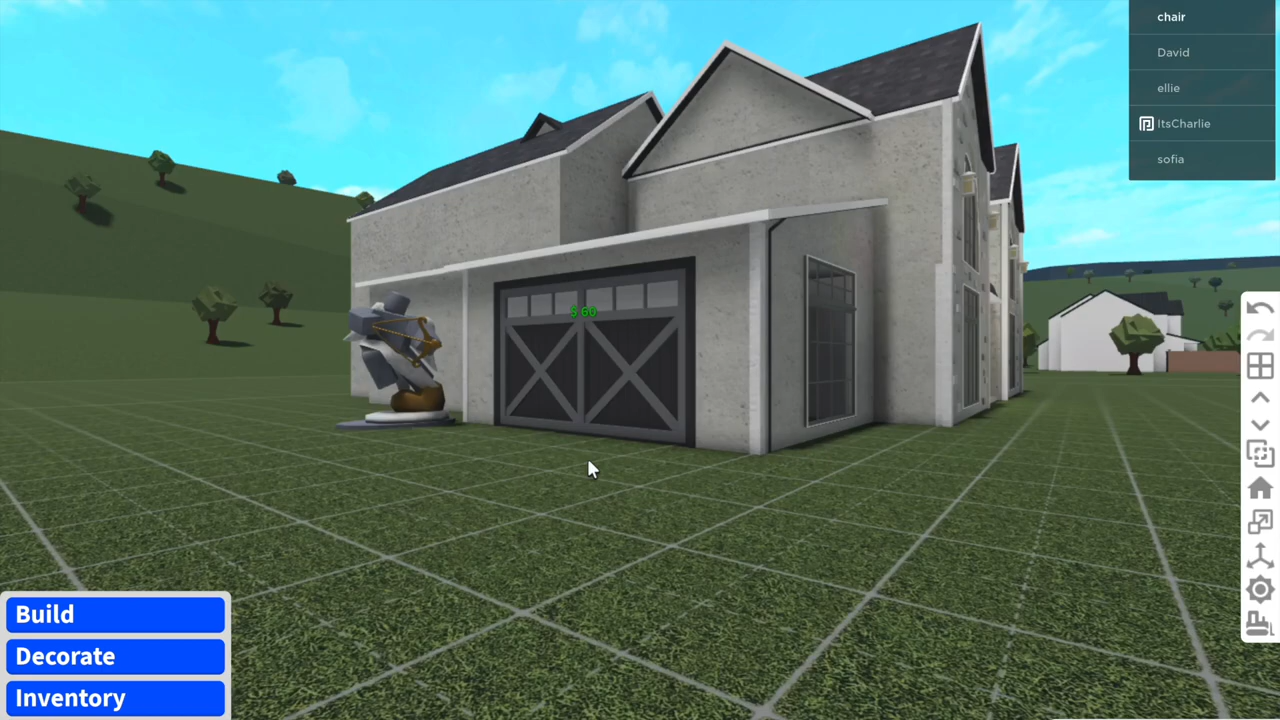 chair
David
ellie
ItsCharlie
sofia
$ 60
Build
Decorate
Inventory